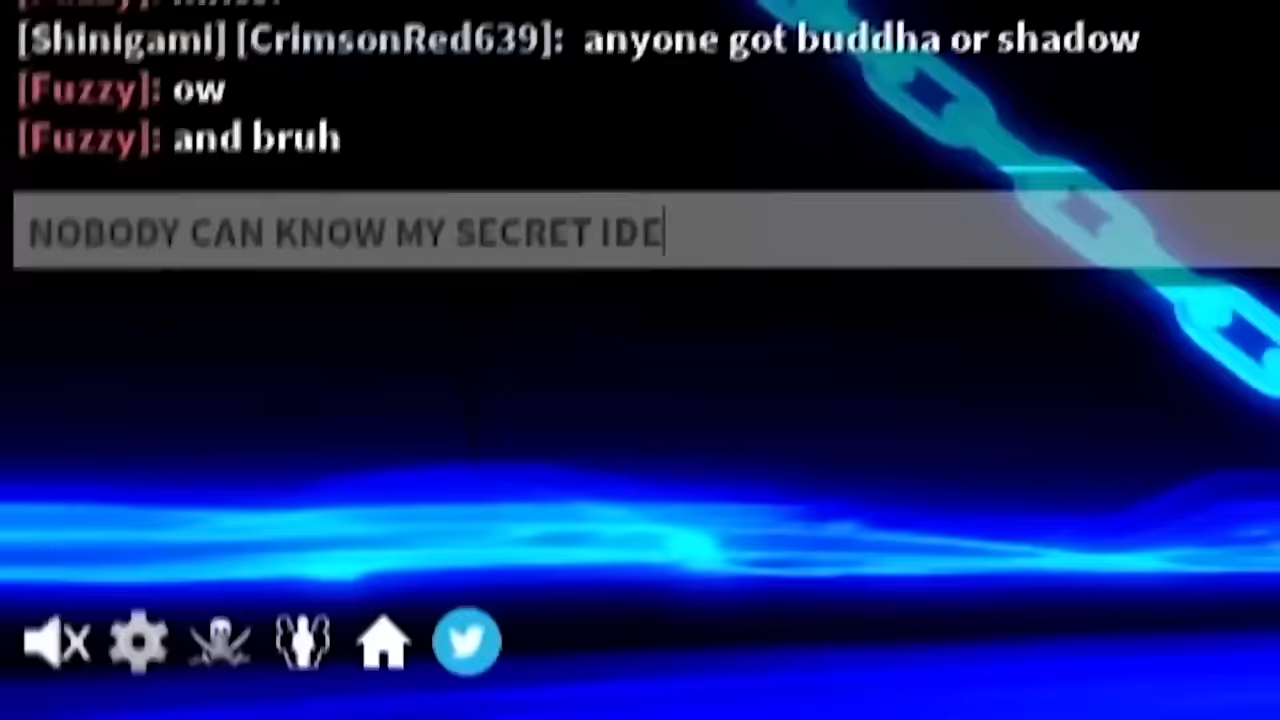 [Shinigami] [CrimsonRed639]: anyone got buddha or shadow
[Fuzzy]: ow
[Fuzzy]: and bruh
NOBODY CAN KNOW MY SECRET IDE